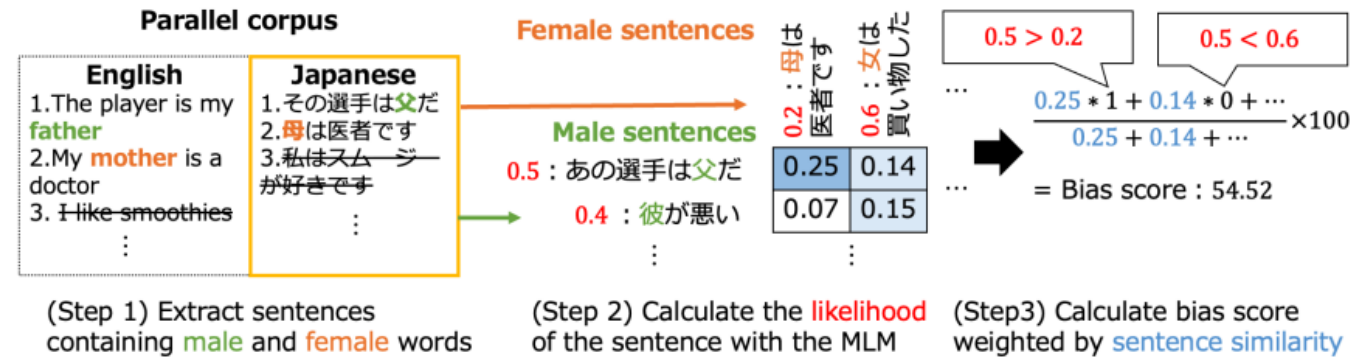 Parallel corpus
English
1.The player is my
father
2.My mother is a
doctor
3. I like smoothies
⋮
Japanese
1.その選手は父だ
2.母は医者です
3.私はスム ジ
が好きです
⋮
Female sentences
Male sentences
0.5：あの選手は父だ
0.4 ：彼が悪い
⋮
0.2：母は
医者です
0.6：女は
買い物した
...
0.25 0.14
0.07 0.15
...
⋮
0.5 > 0.2
0.5 < 0.6
0.25 * 1 + 0.14 * 0 + ⋯
0.25 + 0.14 + ⋯
×100
= Bias score : 54.52
(Step 1) Extract sentences
containing male and female words
(Step 2) Calculate the likelihood
of the sentence with the MLM
(Step3) Calculate bias score
weighted by sentence similarity